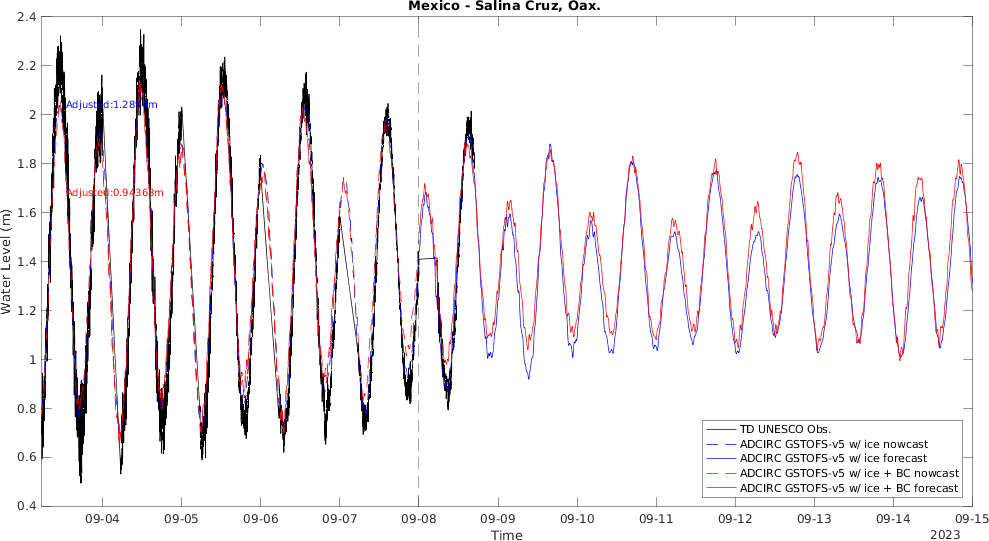 Mexico - Salina Cruz, Oax.
2.4
2.2
2
1.8
1.6
1.4
1.2
1
0.8
0.6
0.4
Water Level (m)
Adjusted:0.94363m
TD UNESCO Obs.
ADCIRC GSTOFS-v5 w/ ice nowcast
ADCIRC GSTOFS-v5 w/ ice forecast
ADCIRC GSTOFS-v5 w/ ice + BC nowcast
ADCIRC GSTOFS-v5 w/ ice + BC forecast
09-04 09-05 09-06 09-07 09-08 09-09 09-10 09-11 09-12 09-13 09-14 09-15
Time
2023